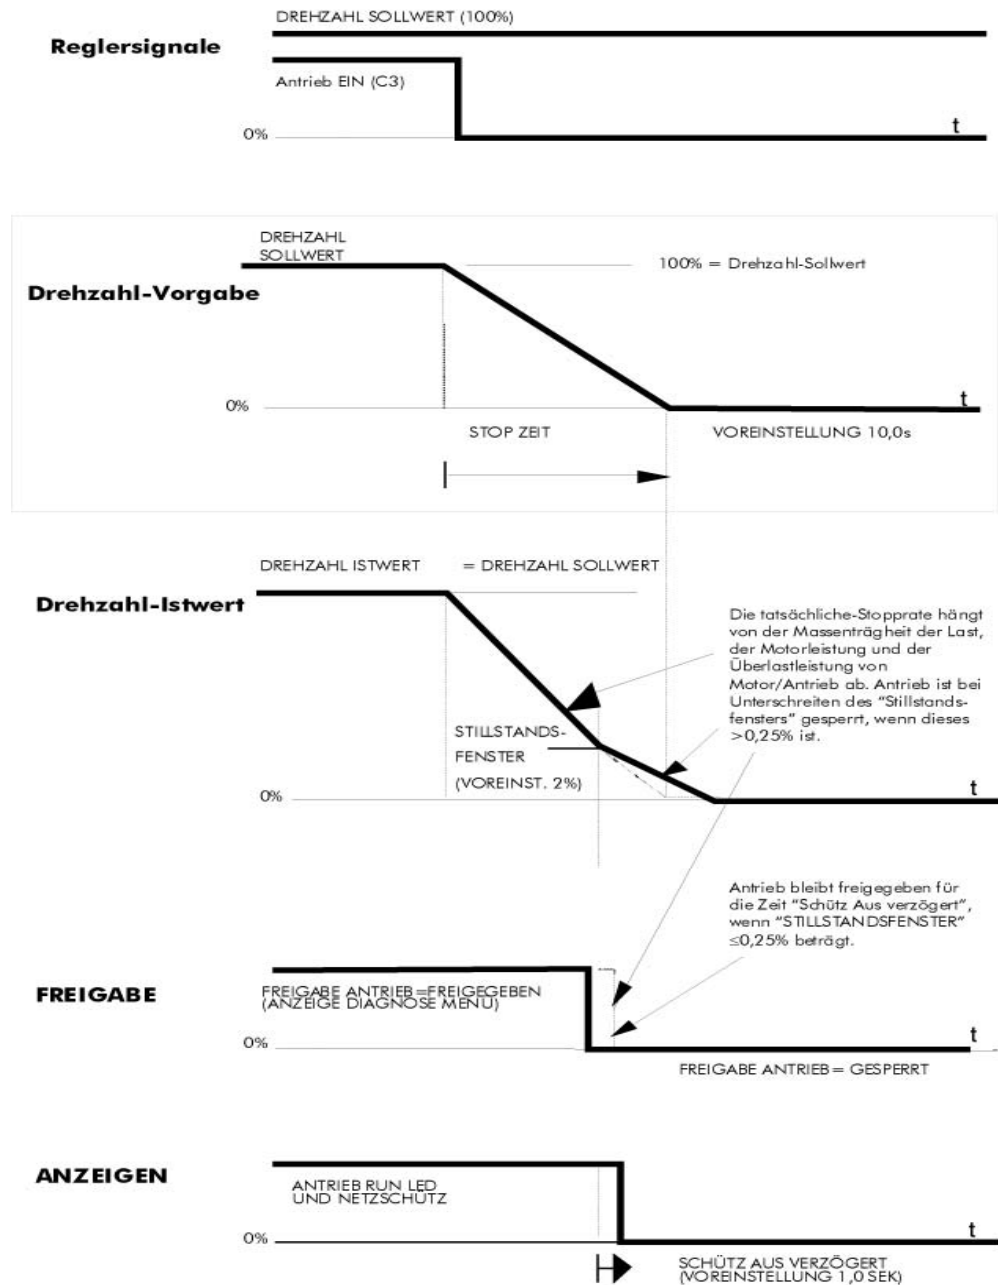 DREHZAHL SOLLWERT (100%)
Reglersignale
Antrieb EIN (C3)
0%
t
DREHZAHL
SOLLWERT
100% = Drehzahl-Sollwert
Drehzahl-Vorgabe
0%
t
STOP ZEIT
VOREINSTELLUNG 10,0s
DREHZAHL ISTWERT = DREHZAHL SOLLWERT
Drehzahl-Istwert
Die tatsächliche-Stopprate hängt
von der Massenträgheit der Last,
der Motorleistung und der
Überlastleistung von
Motor/Antrieb ab. Antrieb ist bei
Unterschreiten des "Stillstands-
fensters" gesperrt, wenn dieses
>0,25% ist.
STILLSTANDS-
FENSTER
(VOREINST. 2%)
0%
t
Antrieb bleibt freigegeben für
die Zeit "Schütz Aus verzögert",
wenn "STILLSTANDSFENSTER"
≤0,25% beträgt.
FREIGABE
FREIGABE ANTRIEB=FREIGEGEBEN
(ANZEIGE DIAGNOSE MENÜ)
0%
t
FREIGABE ANTRIEB= GESPERRT
ANZEIGEN
ANTRIEB RUN LED
UND NETZSCHÜTZ
0%
t
SCHÜTZ AUS VERZÖGERT
(VOREINSTELLUNG 1,0 SEK)